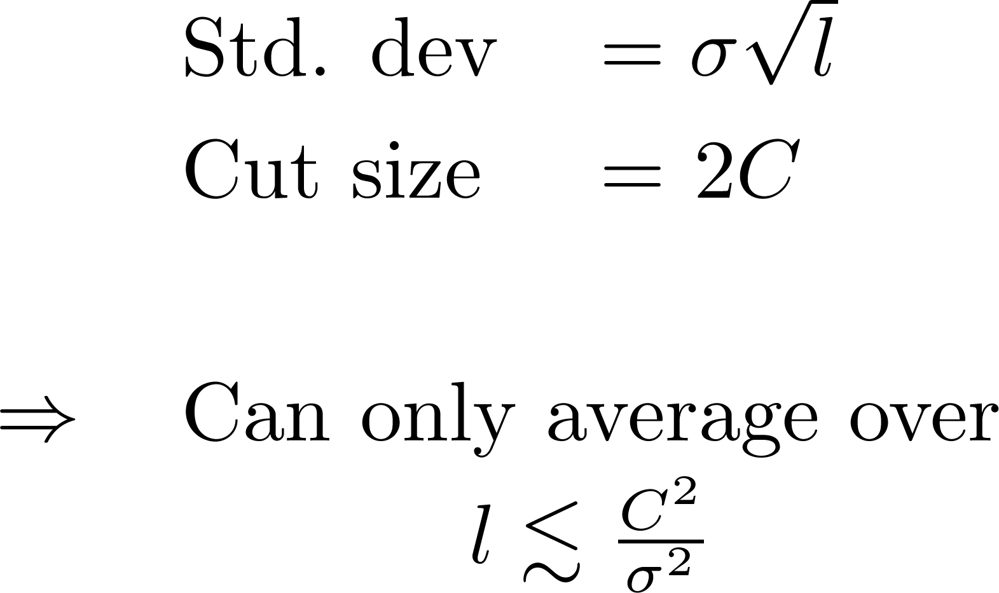 Std. dev = σ√l
Cut size = 2C
⇒ Can only average over
l ≲ C²/σ²